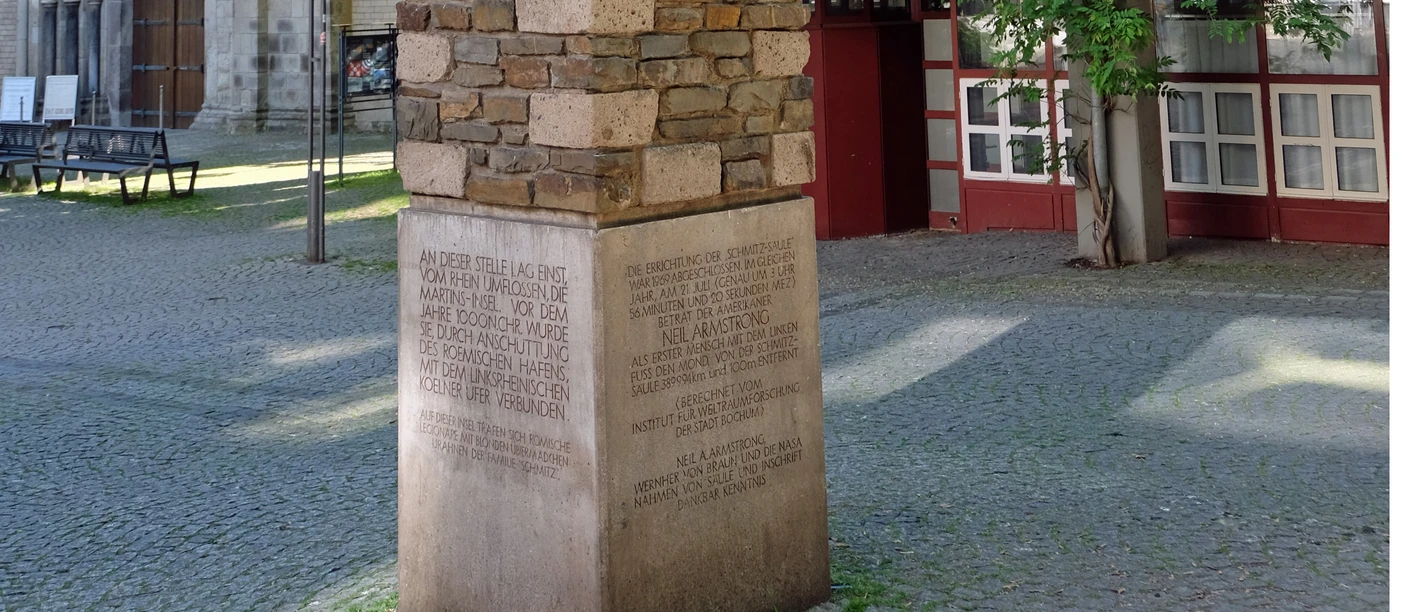 AN DIESER STELLE LAG EINST,
VOM RHEIN UMFLOSSEN, DIE
MARTINS-INSEL. VOR DEM
JAHRE 1000N.CHR. WURDE
SIE, DURCH ANSCHÜTTUNG
DES ROEMISCHEN HAFENS,
MIT DEM LINKSRHEINISCHEN
KOELNER UFER VERBUNDEN.
AUF DIESER INSEL TRAFEN SICH RÖMISCHE
LEGIONÄRE MIT BLONDEN UBIERMÄDCHEN
URAHNEN DER FAMILIE "SCHMITZ".
DIE ERRICHTUNG DER „SCHMITZ-SÄULE"
WAR 1969 ABGESCHLOSSEN. IM GLEICHEN
JAHR, AM 21. JULI (GENAU UM 3 UHR
56 MINUTEN UND 20 SEKUNDEN MEZ)
BETRAT DER AMERIKANER
NEIL ARMSTRONG
ALS ERSTER MENSCH MIT DEM LINKEN
FUSS DEN MOND, VON DER SCHMITZ-
SÄULE 389994km und 100m ENTFERNT
(BERECHNET VOM
INSTITUT FÜR WELTRAUMFORSCHUNG
DER STADT BOCHUM)
NEIL A.ARMSTRONG,
WERNHER VON BRAUN UND DIE NASA
NAHMEN VON SÄULE UND INSCHRIFT
DANKBAR KENNTNIS